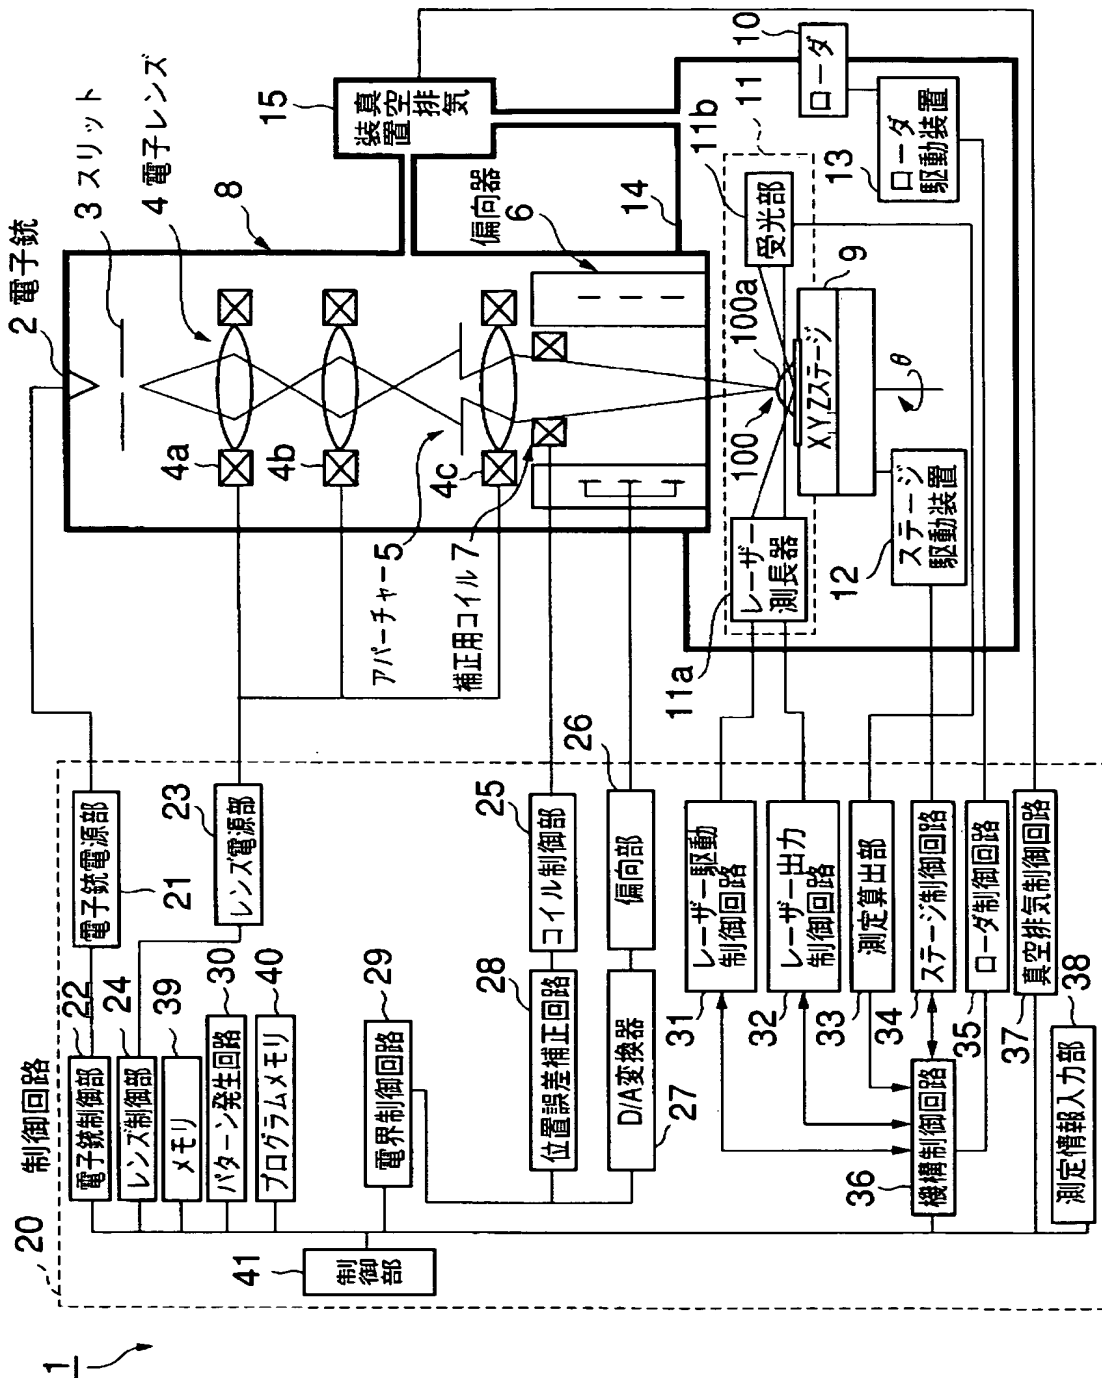 1
20
制御回路
41
制御部
22
電子銃制御部
24
レンズ制御部
39
メモリ
30
パターン発生回路
40
プログラムメモリ
29
電界制御回路
28
位置誤差補正回路
27
D/A変換器
21
電子銃電源部
23
レンズ電源部
25
コイル制御部
26
偏向部
31
レーザー駆動
制御回路
32
レーザー出力
制御回路
33
測定算出部
34
ステージ制御回路
35
ローダ制御回路
36
機構制御回路
37
真空排気制御回路
38
測定情報入力部
2 電子銃
3 スリット
4 電子レンズ
8
4a
4b
4c
アパーチャー5
補正用コイル7
偏向器
6
14
15
真空排気
装置
10
ローダ
11
11b
受光部
13
ローダ
駆動装置
9
XYZステージ
100
100a
θ
11a
レーザー
測長器
12
ステージ
駆動装置